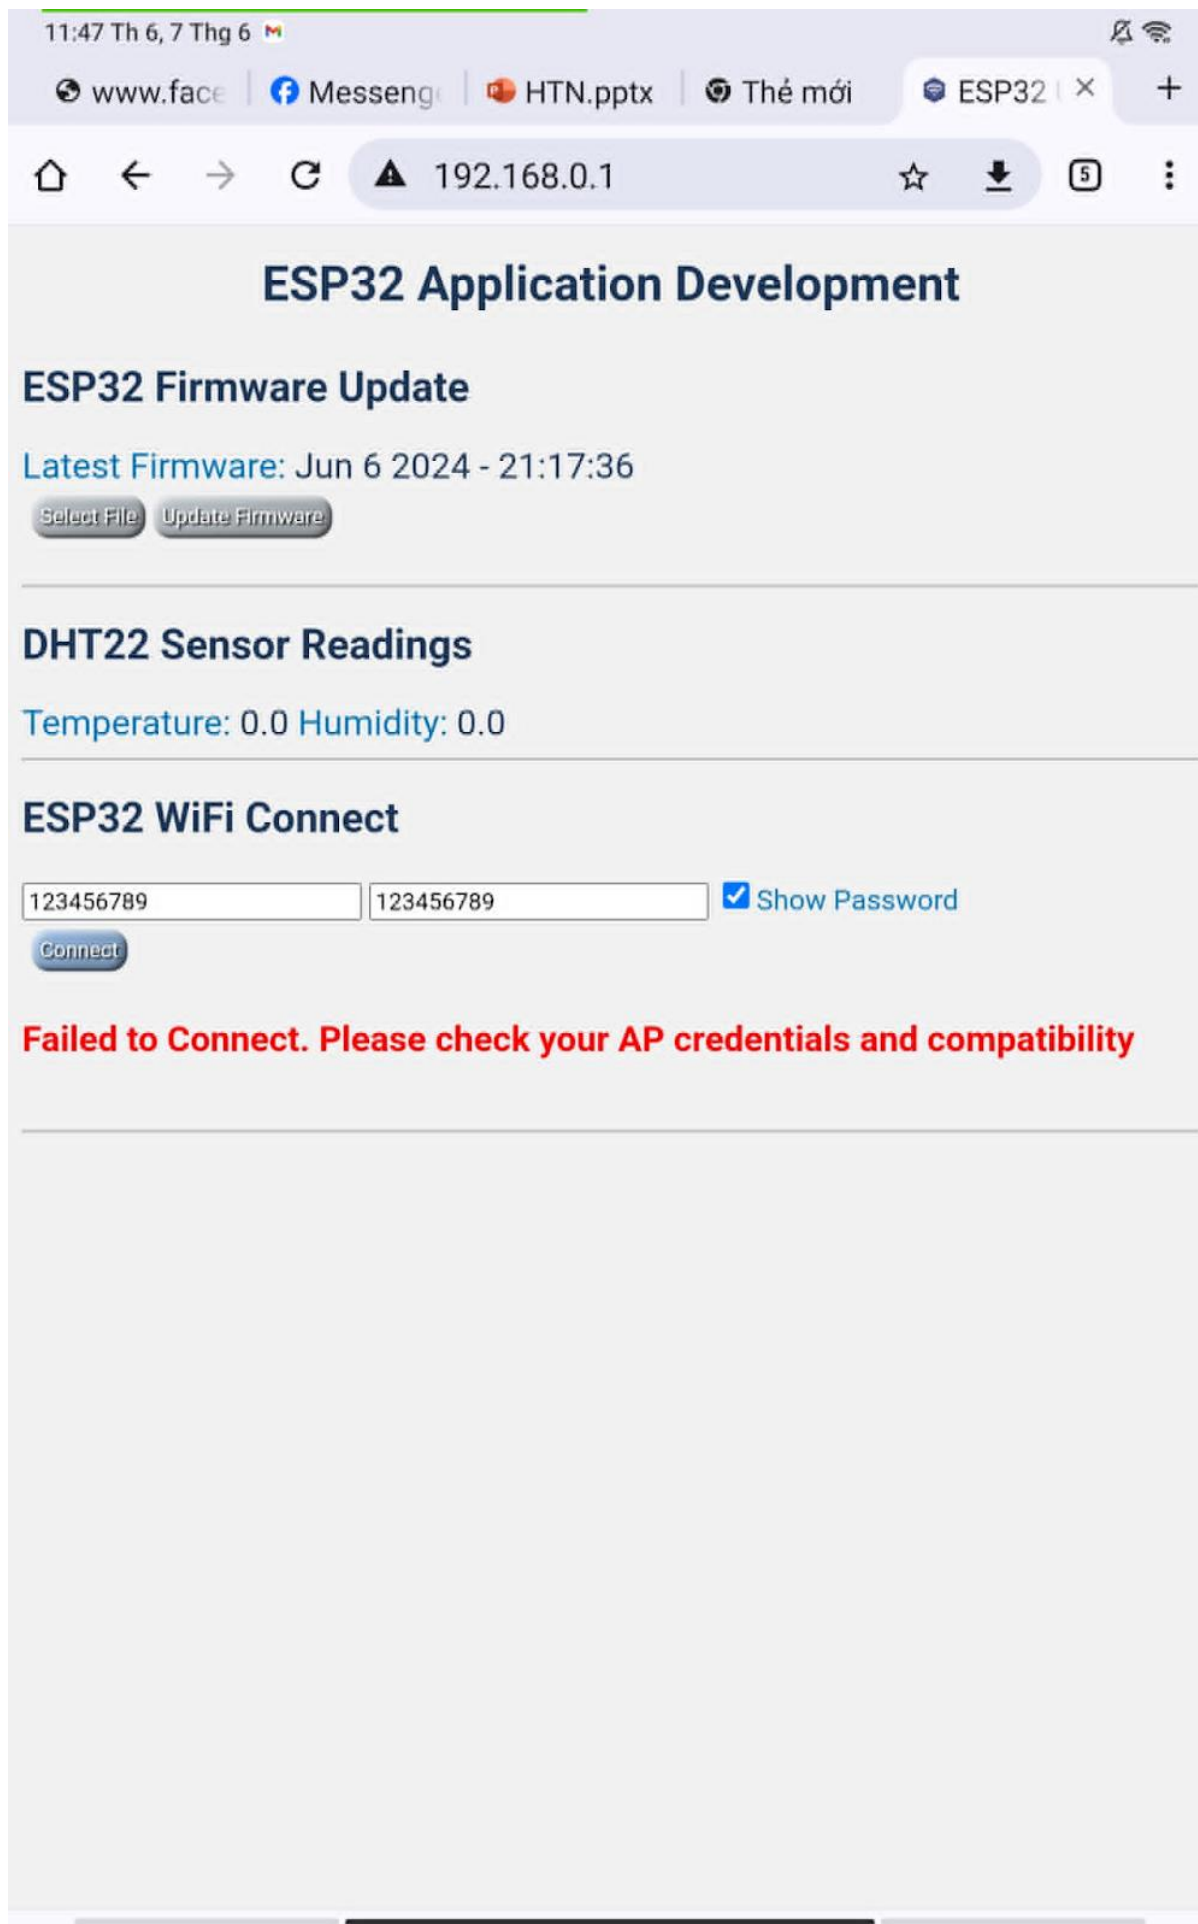 11:47 Th 6, 7 Thg 6
www.face Messenge HTN.pptx Thẻ mới ESP32
192.168.0.1 5
ESP32 Application Development
ESP32 Firmware Update
Latest Firmware: Jun 6 2024 - 21:17:36
Select File Update Firmware
DHT22 Sensor Readings
Temperature: 0.0 Humidity: 0.0
ESP32 WiFi Connect
123456789 123456789 Show Password
Connect
Failed to Connect. Please check your AP credentials and compatibility